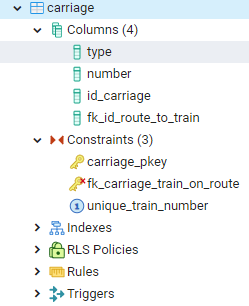 carriage
Columns (4)
type
number
id_carriage
fk_id_route_to_train
Constraints (3)
carriage_pkey
fk_carriage_train_on_route
unique_train_number
Indexes
RLS Policies
Rules
Triggers